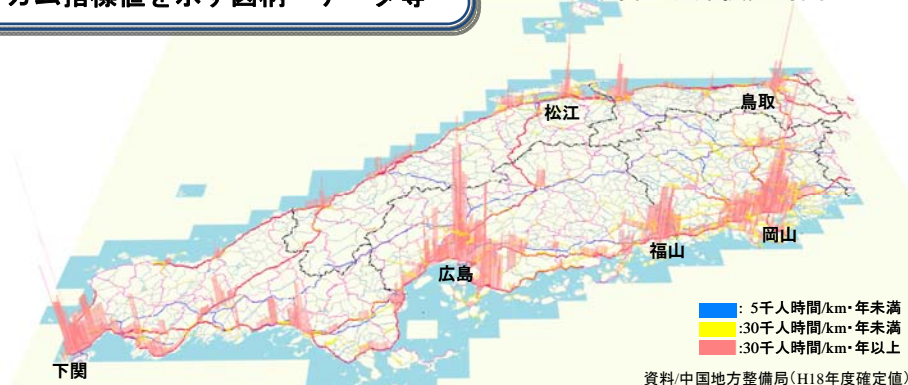 松江
鳥取
広島
福山
岡山
下関
: 5千人時間/km・年未満
:30千人時間/km・年未満
:30千人時間/km・年以上
資料/中国地方整備局(H18年度確定値)